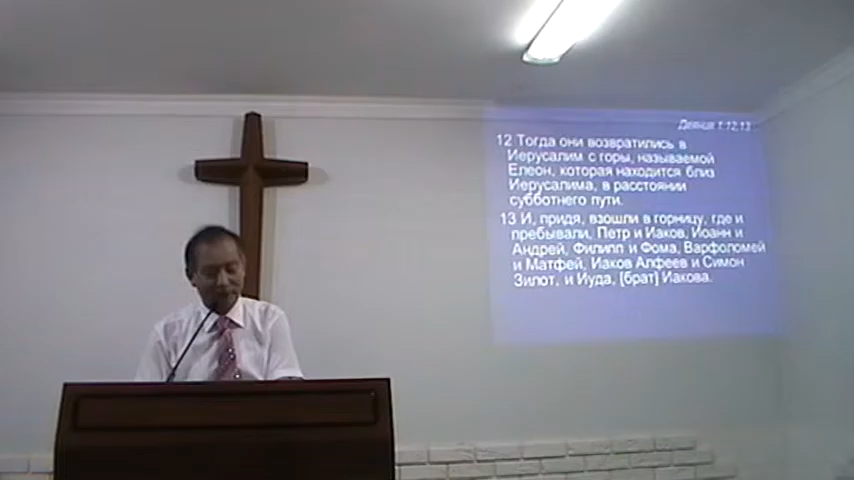 Деяния 1:12,13
12 Тогда они возвратились в
Иерусалим с горы, называемой
Елеон, которая находится близ
Иерусалима, в расстоянии
субботнего пути.
13 И, придя, взошли в горницу, где и
пребывали, Петр и Иаков, Иоанн и
Андрей, Филипп и Фома, Варфоломей
и Матфей, Иаков Алфеев и Симон
Зилот, и Иуда, [брат] Иакова.